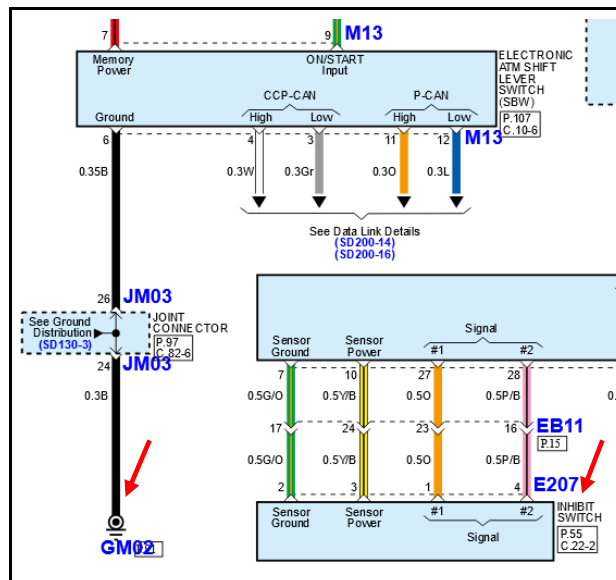 7
9
M13
Memory
Power
ON/START
Input
ELECTRONIC
ATM SHIFT
LEVER
SWITCH
(SBW)
P.107
C.10-6
CCP-CAN
P-CAN
Ground
High
Low
High
Low
6
4
3
11
12
M13
0.35B
0.3W
0.3Gr
0.3O
0.3L
See Data Link Details
(SD200-14)
(SD200-16)
26
JM03
See Ground
Distribution
(SD130-3)
JOINT
CONNECTOR
P.97
C.82-6
24
JM03
0.3B
GM02
Sensor
Ground
Sensor
Power
Signal
#1
#2
7
10
27
28
0.5G/O
0.5Y/B
0.5O
0.5P/B
0.
17
24
23
16
EB11
P.15
0.5G/O
0.5Y/B
0.5O
0.5P/B
2
3
1
4
E207
Sensor
Ground
Sensor
Power
#1
#2
Signal
INHIBIT
SWITCH
P.55
C.22-2